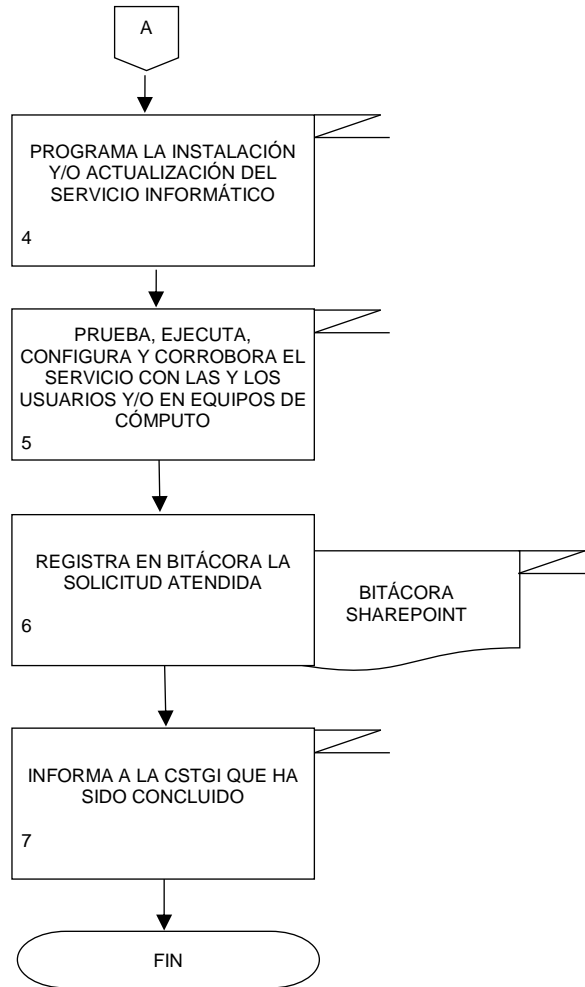 A
PROGRAMA LA INSTALACIÓN
Y/O ACTUALIZACIÓN DEL
SERVICIO INFORMÁTICO
4
PRUEBA, EJECUTA,
CONFIGURA Y CORROBORA EL
SERVICIO CON LAS Y LOS
USUARIOS Y/O EN EQUIPOS DE
CÓMPUTO
5
REGISTRA EN BITÁCORA LA
SOLICITUD ATENDIDA
6
BITÁCORA
SHAREPOINT
INFORMA A LA CSTGI QUE HA
SIDO CONCLUIDO
7
FIN